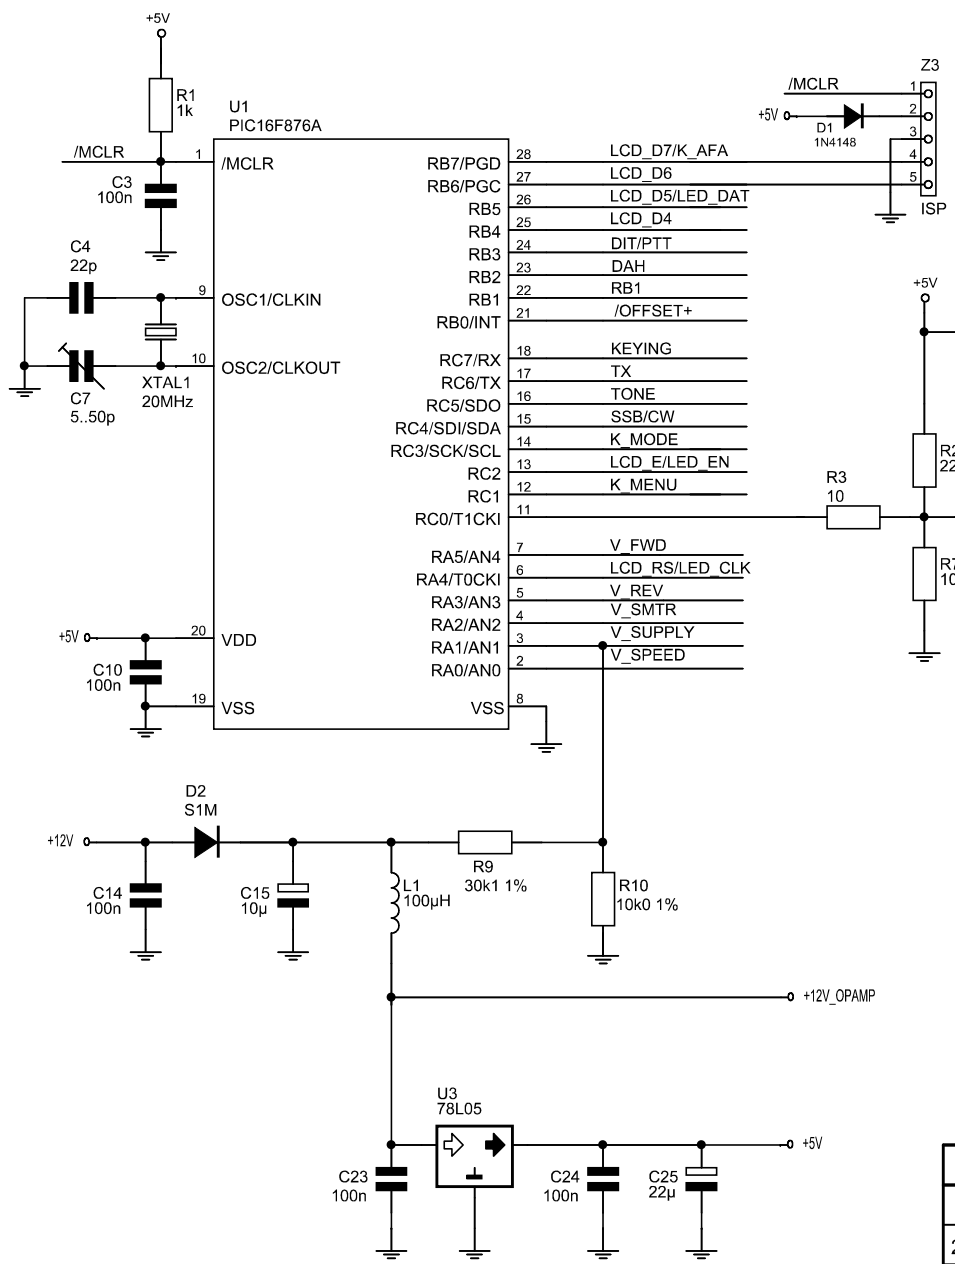 +5V
Z3
R1
1k
U1
PIC16F876A
/MCLR
1
+5V
2
D1
1N4148
3
4
5
ISP
/MCLR
1
/MCLR
C3
100n
RB7/PGD
28
LCD_D7/K_AFA
RB6/PGC
27
LCD_D6
RB5
26
LCD_D5/LED_DAT
RB4
25
LCD_D4
RB3
24
DIT/PTT
RB2
23
DAH
RB1
22
RB1
RB0/INT
21
/OFFSET+
C4
22p
9
OSC1/CLKIN
10
OSC2/CLKOUT
XTAL1
20MHz
C7
5..50p
RC7/RX
18
KEYING
RC6/TX
17
TX
RC5/SDO
16
TONE
RC4/SDI/SDA
15
SSB/CW
RC3/SCK/SCL
14
K_MODE
RC2
13
LCD_E/LED_EN
RC1
12
K_MENU
RC0/T1CKI
11
+5V
R3
10
RA5/AN4
7
V_FWD
RA4/T0CKI
6
LCD_RS/LED_CLK
RA3/AN3
5
V_REV
RA2/AN2
4
V_SMTR
RA1/AN1
3
V_SUPPLY
RA0/AN0
2
V_SPEED
+5V
20
VDD
C10
100n
19
VSS
VSS
8
D2
S1M
+12V
C14
100n
C15
10µ
L1
100µH
R9
30k1 1%
R10
10k0 1%
+12V_OPAMP
U3
78L05
+5V
C23
100n
C24
100n
C25
22µ